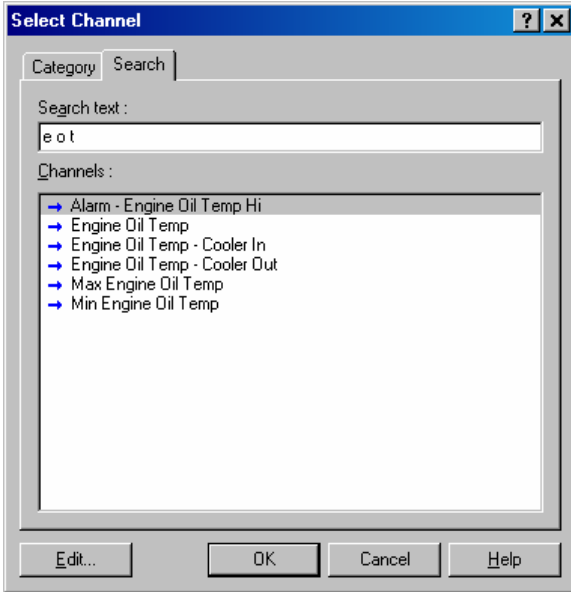 Select Channel
Category Search
Search text :
e o t
Channels :
Alarm - Engine Oil Temp Hi
Engine Oil Temp
Engine Oil Temp - Cooler In
Engine Oil Temp - Cooler Out
Max Engine Oil Temp
Min Engine Oil Temp
Edit... OK Cancel Help